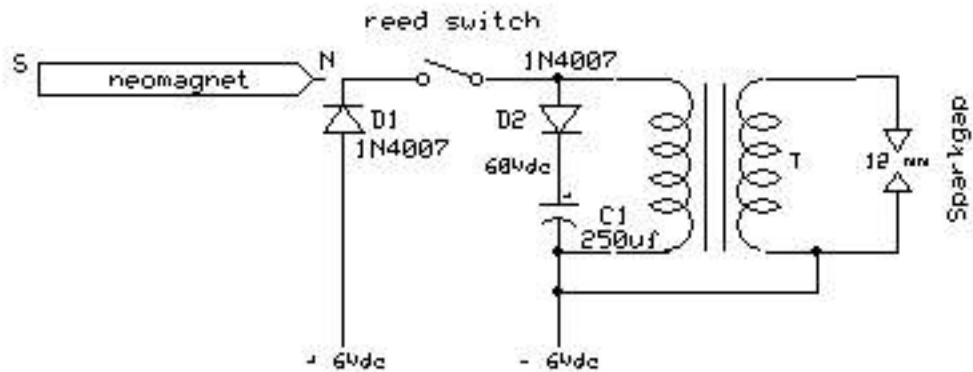 reed switch
S
neomagnet
N
1N4007
D1
1N4007
D2
60vdc
+
C1
250uf
T
12 mm
Sparkgap
+ 6vdc
- 6vdc